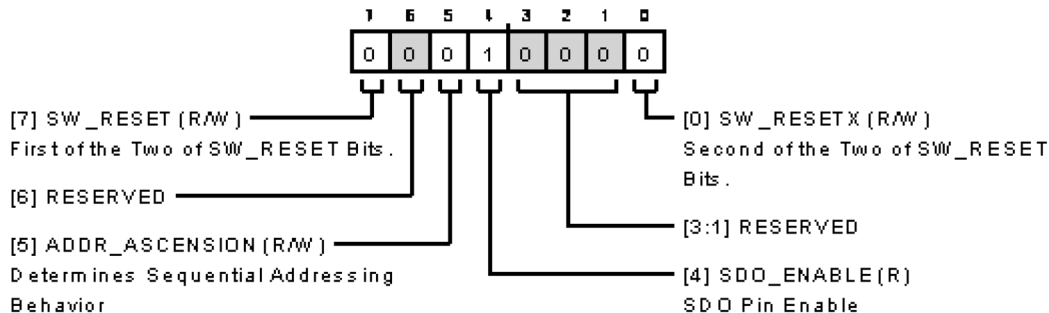 7 6 5 4 3 2 1 0
0 0 0 1 0 0 0 0
[7] SW_RESET (R/W)
First of the Two of SW_RESET Bits.
[6] RESERVED
[5] ADDR_ASCENSION (R/W)
Determines Sequential Addressing
Behavior
[0] SW_RESETX (R/W)
Second of the Two of SW_RESET
Bits.
[3:1] RESERVED
[4] SDO_ENABLE (R)
SDO Pin Enable